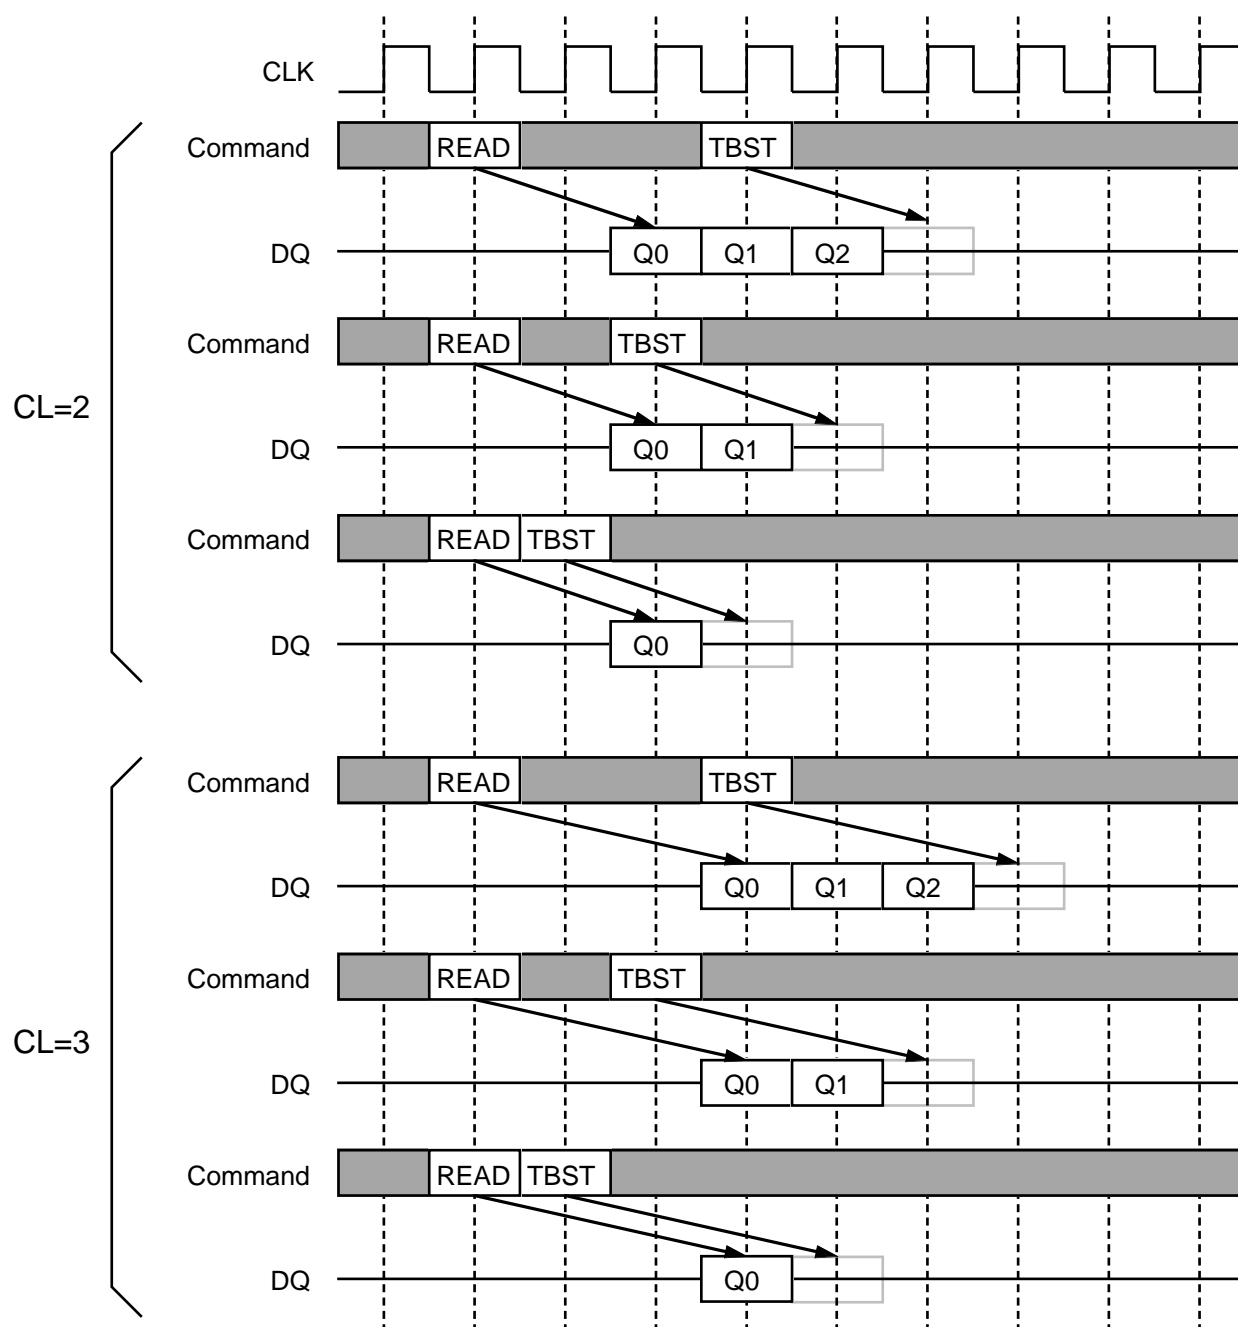 CLK
Command READ TBST
DQ Q0 Q1 Q2
Command READ TBST
CL=2
DQ Q0 Q1
Command READ TBST
DQ Q0
Command READ TBST
DQ Q0 Q1 Q2
Command READ TBST
CL=3
DQ Q0 Q1
Command READ TBST
DQ Q0